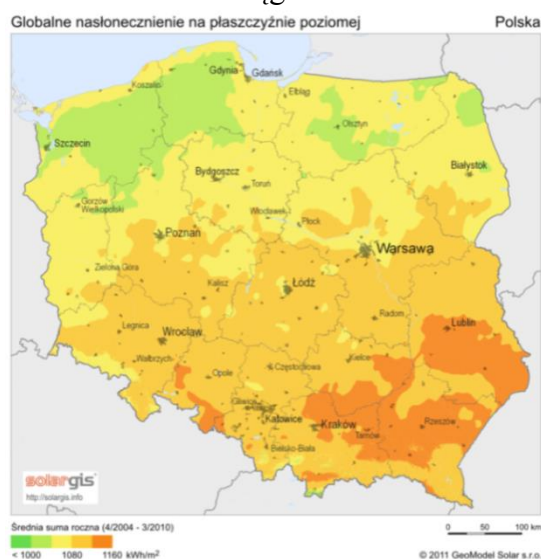 Globalne nasłonecznienie na płaszczyźnie poziomej Polska
Gdynia
Gdańsk
Koszalin
Elbląg
Olsztyn
Szczecin
Białystok
Bydgoszcz
Toruń
Gorzów
Wielkopolski
Włocławek
Płock
Poznań
Warsawa
Zielona Góra
Kalisz
Łódź
Radom
Lublin
Legnica
Wrocław
Wałbrzych
Opole
Częstochowa
Kielce
Gliwice
Katowice
Kraków
Tarnów
Rzeszów
Bielsko-Biała
solargis
http://solargis.info
Średnia suma roczna (4/2004 - 3/2010)
0 50 100 km
< 1000 1080 1160 kWh/m²
© 2011 GeoModel Solar s.r.o.